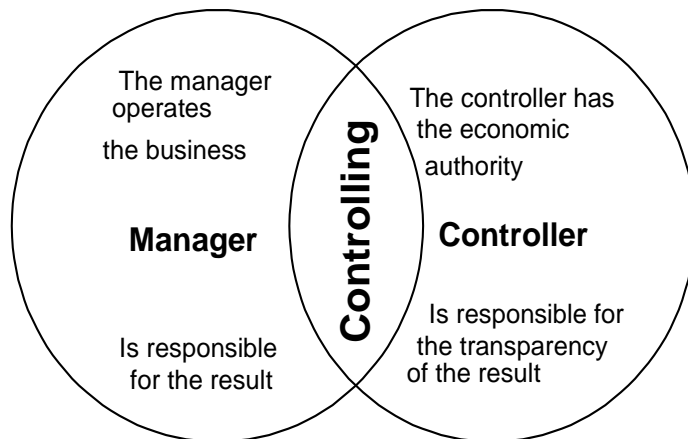 The manager
operates
the business
Manager
Is responsible
for the result
Controlling
The controller has
the economic
authority
Controller
Is responsible for
the transparency
of the result